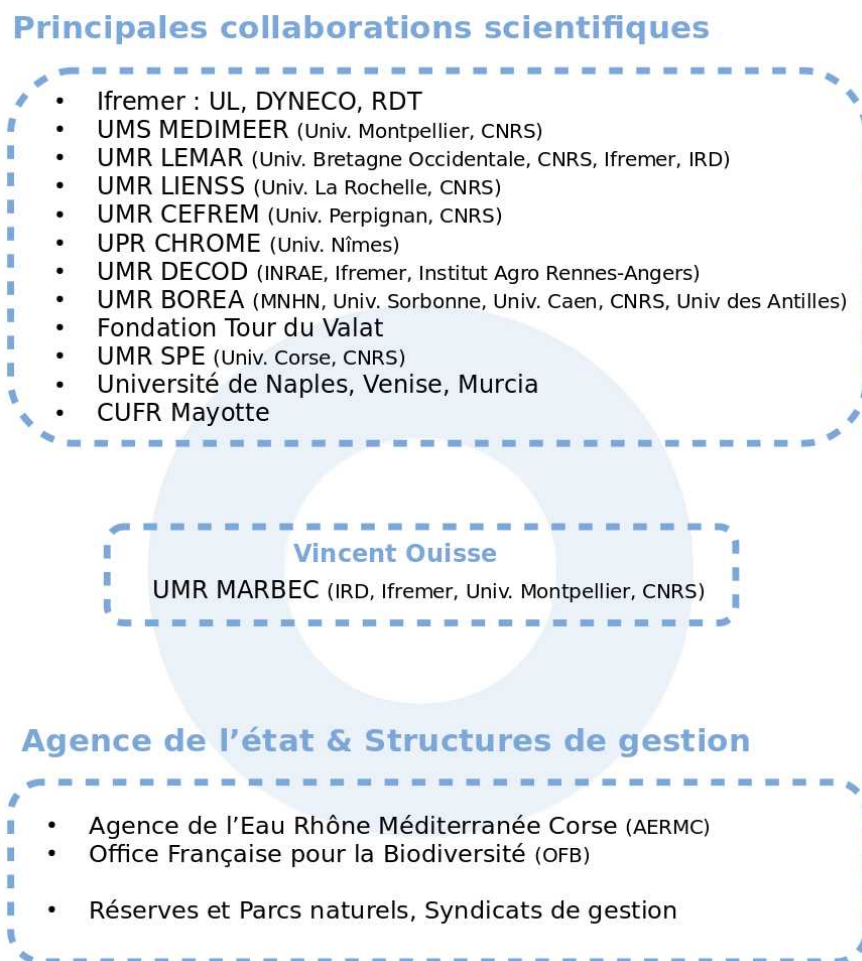 Principales collaborations scientifiques
• Ifremer : UL, DYNECO, RDT
• UMS MEDIMEER (Univ. Montpellier, CNRS)
• UMR LEMAR (Univ. Bretagne Occidentale, CNRS, Ifremer, IRD)
• UMR LIENSS (Univ. La Rochelle, CNRS)
• UMR CEFREM (Univ. Perpignan, CNRS)
• UPR CHROME (Univ. Nîmes)
• UMR DECOD (INRAE, Ifremer, Institut Agro Rennes-Angers)
• UMR BOREA (MNHN, Univ. Sorbonne, Univ. Caen, CNRS, Univ des Antilles)
• Fondation Tour du Valat
• UMR SPE (Univ. Corse, CNRS)
• Université de Naples, Venise, Murcia
• CUFR Mayotte
Vincent Ouisse
UMR MARBEC (IRD, Ifremer, Univ. Montpellier, CNRS)
Agence de l’état & Structures de gestion
• Agence de l’Eau Rhône Méditerranée Corse (AERMC)
• Office Française pour la Biodiversité (OFB)
• Réserves et Parcs naturels, Syndicats de gestion